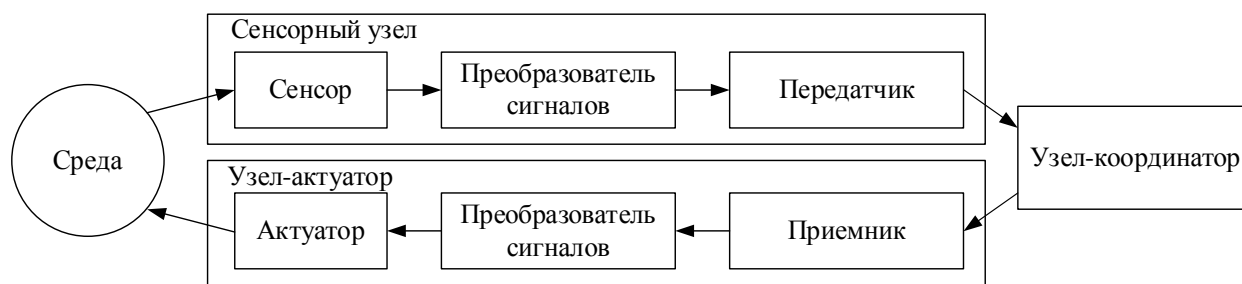 Сенсорный узел
Сенсор
Преобразователь
сигналов
Передатчик
Среда
Узел-координатор
Узел-актуатор
Актуатор
Преобразователь
сигналов
Приемник